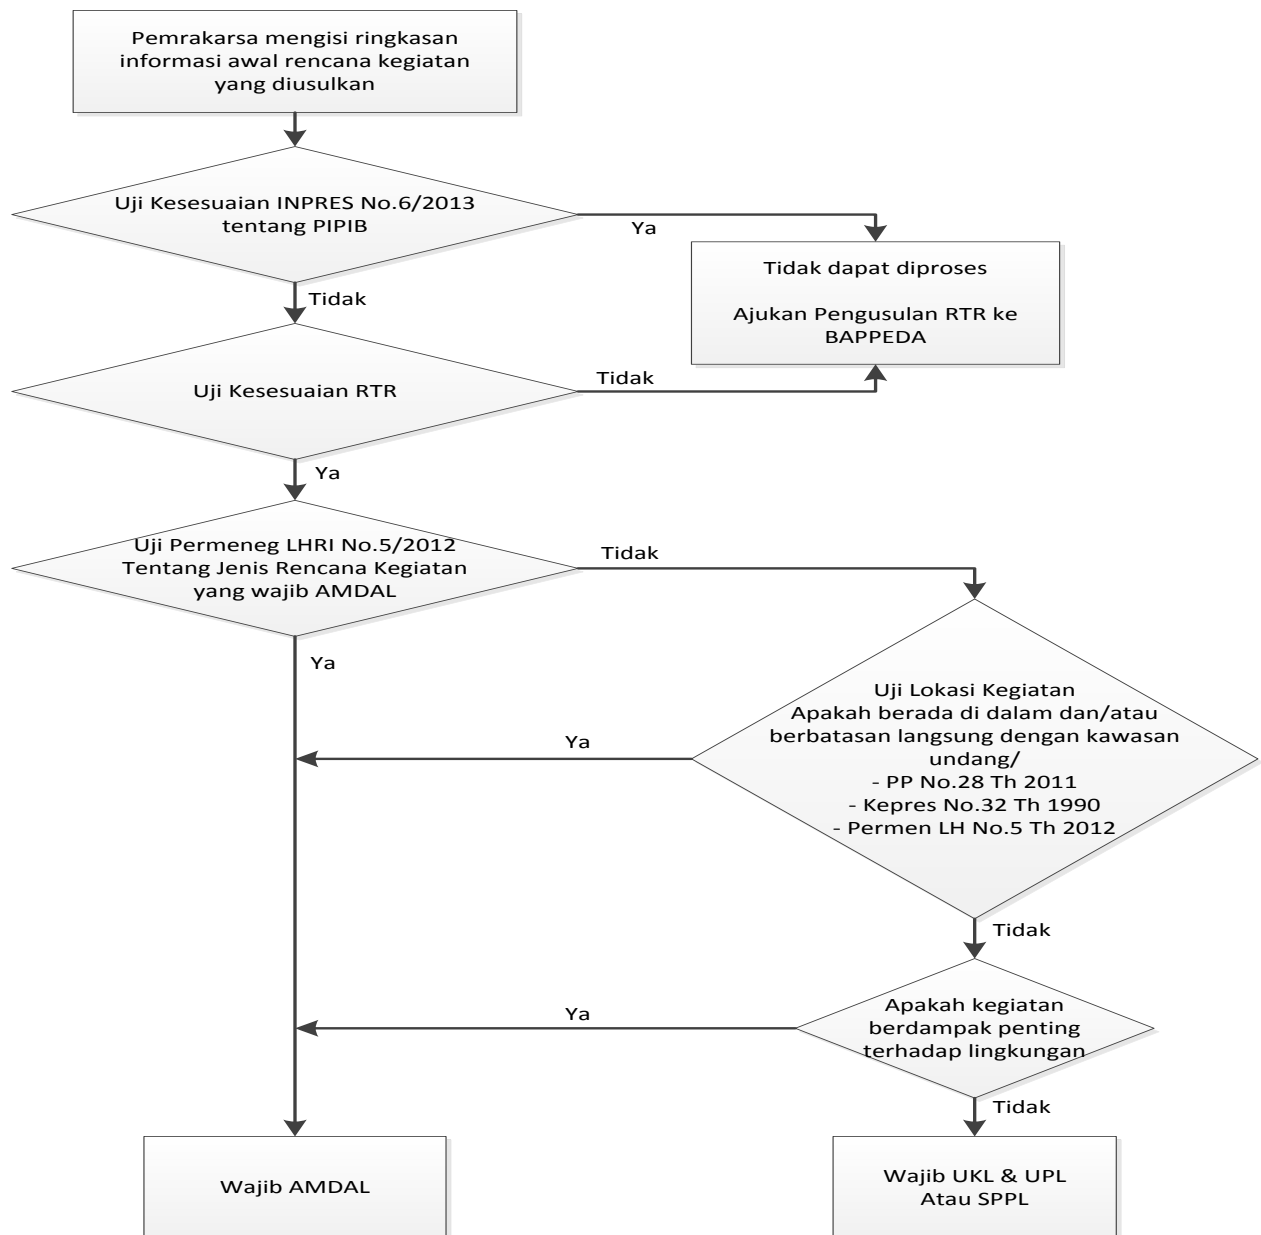 Pemrakarsa mengisi ringkasan
informasi awal rencana kegiatan
yang diusulkan
Uji Kesesuaian INPRES No.6/2013
tentang PIPIB
Ya
Tidak dapat diproses
Ajukan Pengusulan RTR ke
BAPPEDA
Tidak
Uji Kesesuaian RTR
Tidak
Ya
Uji Permeneg LHRI No.5/2012
Tentang Jenis Rencana Kegiatan
yang wajib AMDAL
Tidak
Ya
Uji Lokasi Kegiatan
Apakah berada di dalam dan/atau
berbatasan langsung dengan kawasan
undang/
- PP No.28 Th 2011
- Kepres No.32 Th 1990
- Permen LH No.5 Th 2012
Ya
Tidak
Apakah kegiatan
berdampak penting
terhadap lingkungan
Ya
Tidak
Wajib AMDAL
Wajib UKL & UPL
Atau SPPL